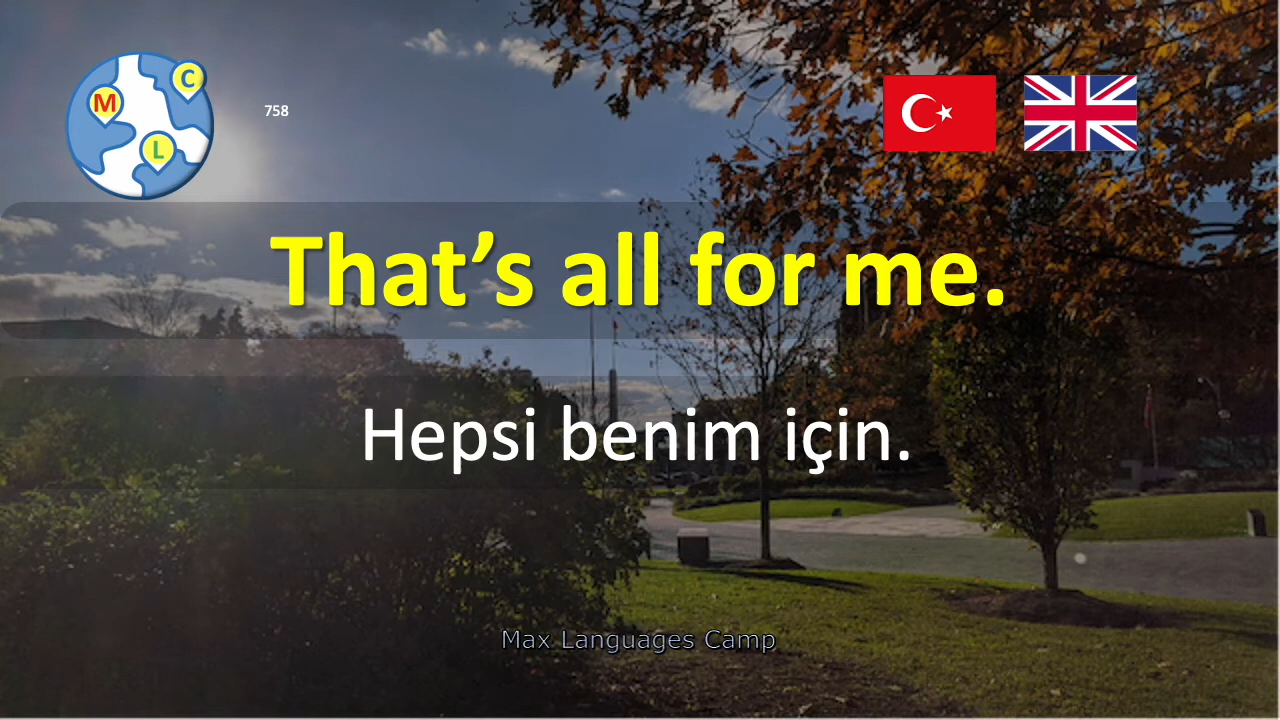 C
M
L
758
That’s all for me.
Hepsi benim için.
Max Languages Camp